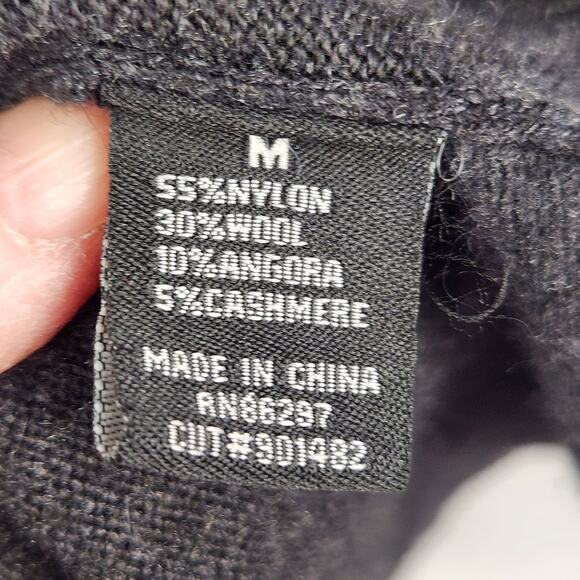 M
55%NYLON
30%WOOL
10%ANGORA
5%CASHMERE
MADE IN CHINA
RN86297
CUT#901482